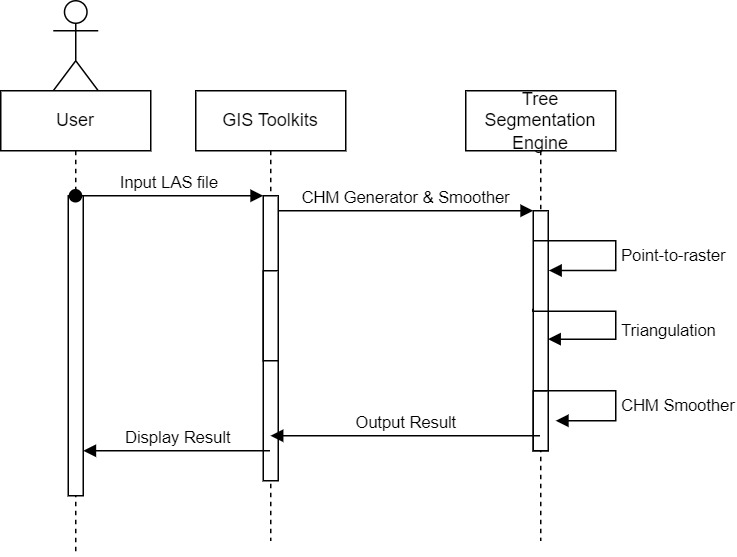 User
GIS Toolkits
Tree
Segmentation
Engine
Input LAS file
CHM Generator & Smoother
Point-to-raster
Triangulation
CHM Smoother
Output Result
Display Result